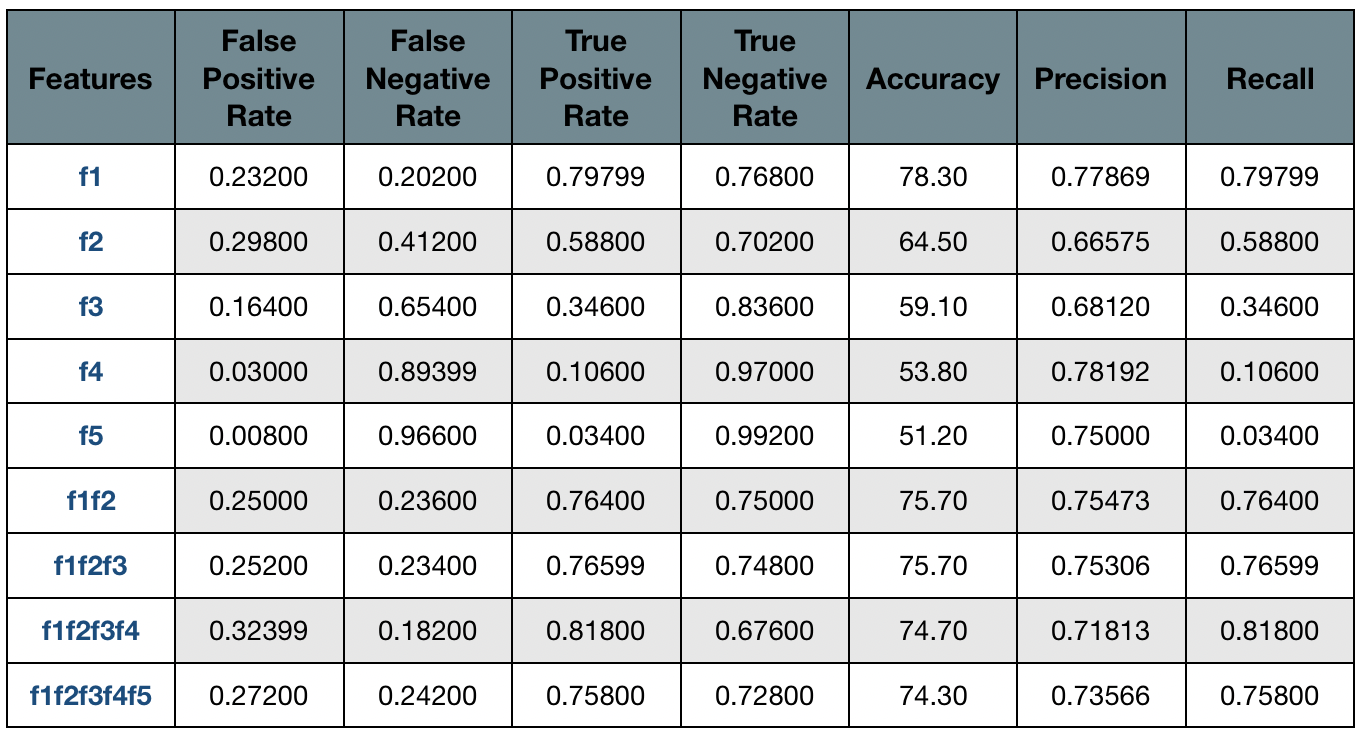 Features False Positive Rate False Negative Rate True Positive Rate True Negative Rate Accuracy Precision Recall
f1 0.23200 0.20200 0.79799 0.76800 78.30 0.77869 0.79799
f2 0.29800 0.41200 0.58800 0.70200 64.50 0.66575 0.58800
f3 0.16400 0.65400 0.34600 0.83600 59.10 0.68120 0.34600
f4 0.03000 0.89399 0.10600 0.97000 53.80 0.78192 0.10600
f5 0.00800 0.96600 0.03400 0.99200 51.20 0.75000 0.03400
f1f2 0.25000 0.23600 0.76400 0.75000 75.70 0.75473 0.76400
f1f2f3 0.25200 0.23400 0.76599 0.74800 75.70 0.75306 0.76599
f1f2f3f4 0.32399 0.18200 0.81800 0.67600 74.70 0.71813 0.81800
f1f2f3f4f5 0.27200 0.24200 0.75800 0.72800 74.30 0.73566 0.75800